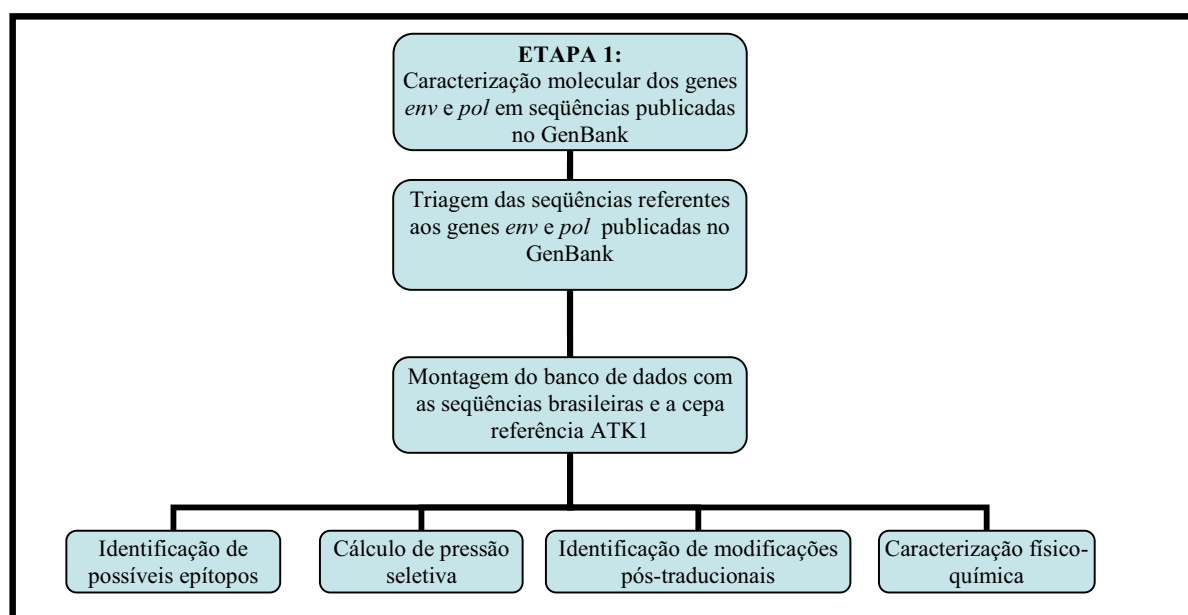 ETAPA 1:
Caracterização molecular dos genes
env e pol em seqüências publicadas
no GenBank
Triagem das seqüências referentes
aos genes env e pol publicadas no
GenBank
Montagem do banco de dados com
as seqüências brasileiras e a cepa
referência ATK1
Identificação de
possíveis epítopos
Cálculo de pressão
seletiva
Identificação de modificações
pós-traducionais
Caracterização físico-
química